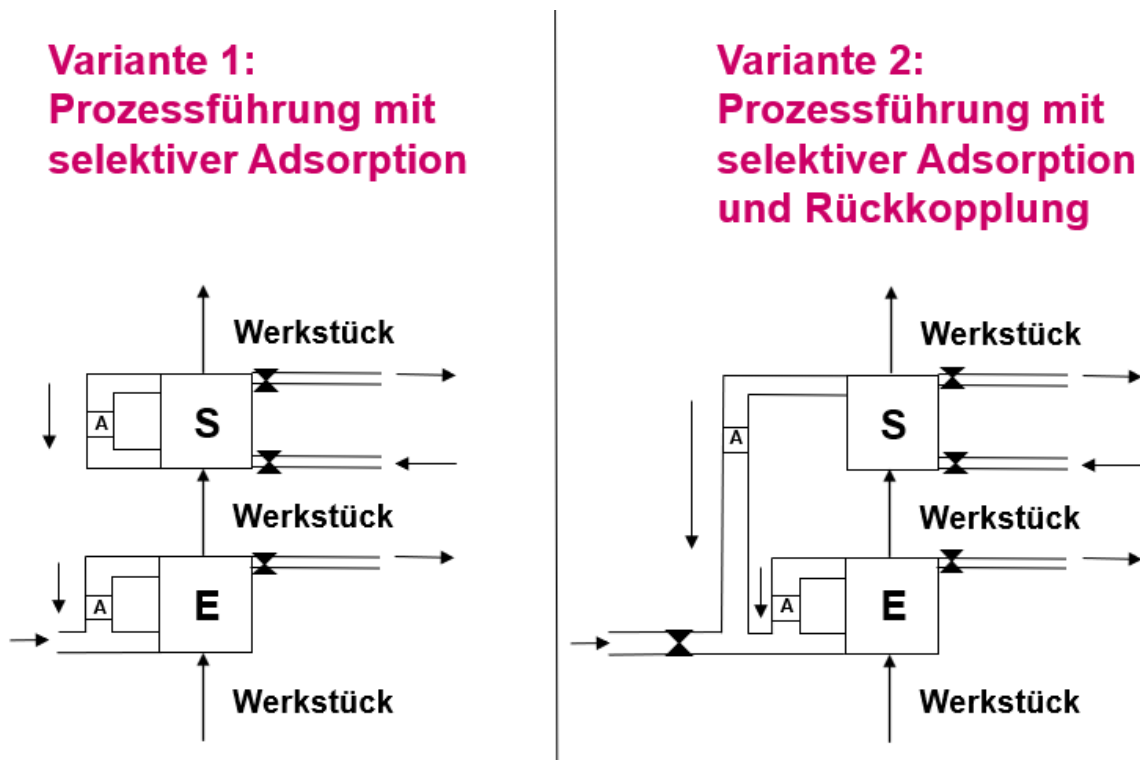 Variante 1:
Prozessführung mit
selektiver Adsorption
Werkstück
A
S
Werkstück
A
E
Werkstück
Variante 2:
Prozessführung mit
selektiver Adsorption
und Rückkopplung
Werkstück
A
S
Werkstück
A
E
Werkstück